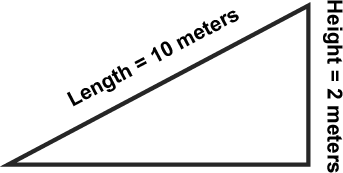 Length = 10 meters
Height = 2 meters